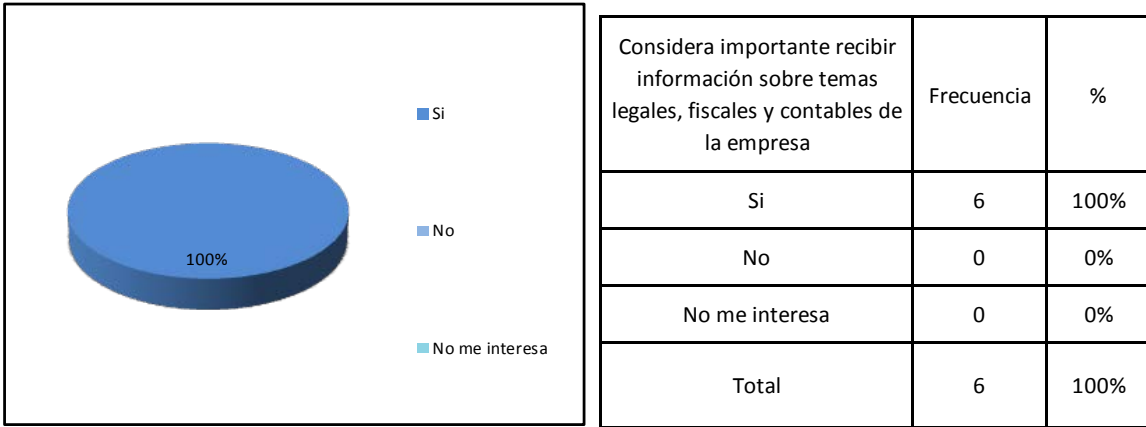 Si
No
100%
No me interesa
Considera importante recibir
información sobre temas
legales, fiscales y contables de
la empresa
Frecuencia
%
Si
6
100%
No
0
0%
No me interesa
0
0%
Total
6
100%